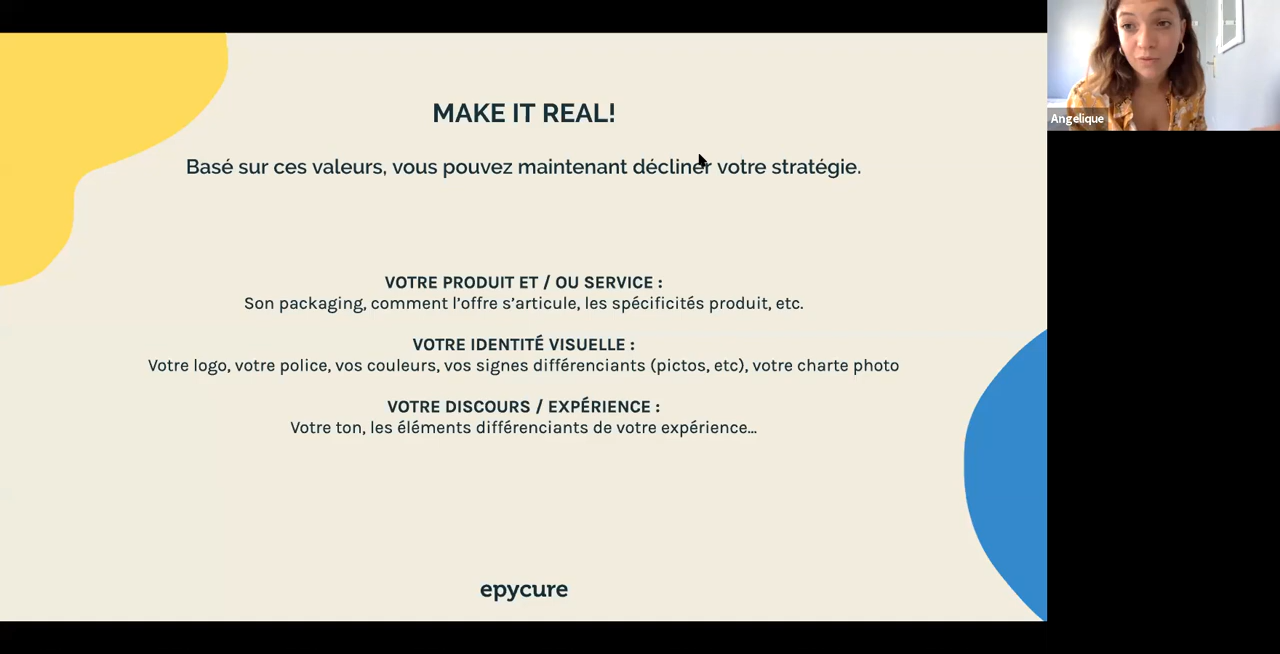 MAKE IT REAL!
Basé sur ces valeurs, vous pouvez maintenant décliner votre stratégie.
VOTRE PRODUIT ET / OU SERVICE :
Son packaging, comment l’offre s’articule, les spécificités produit, etc.
VOTRE IDENTITÉ VISUELLE :
Votre logo, votre police, vos couleurs, vos signes différenciants (pictos, etc), votre charte photo
VOTRE DISCOURS / EXPÉRIENCE :
Votre ton, les éléments différenciants de votre expérience...
epycure
Angelique